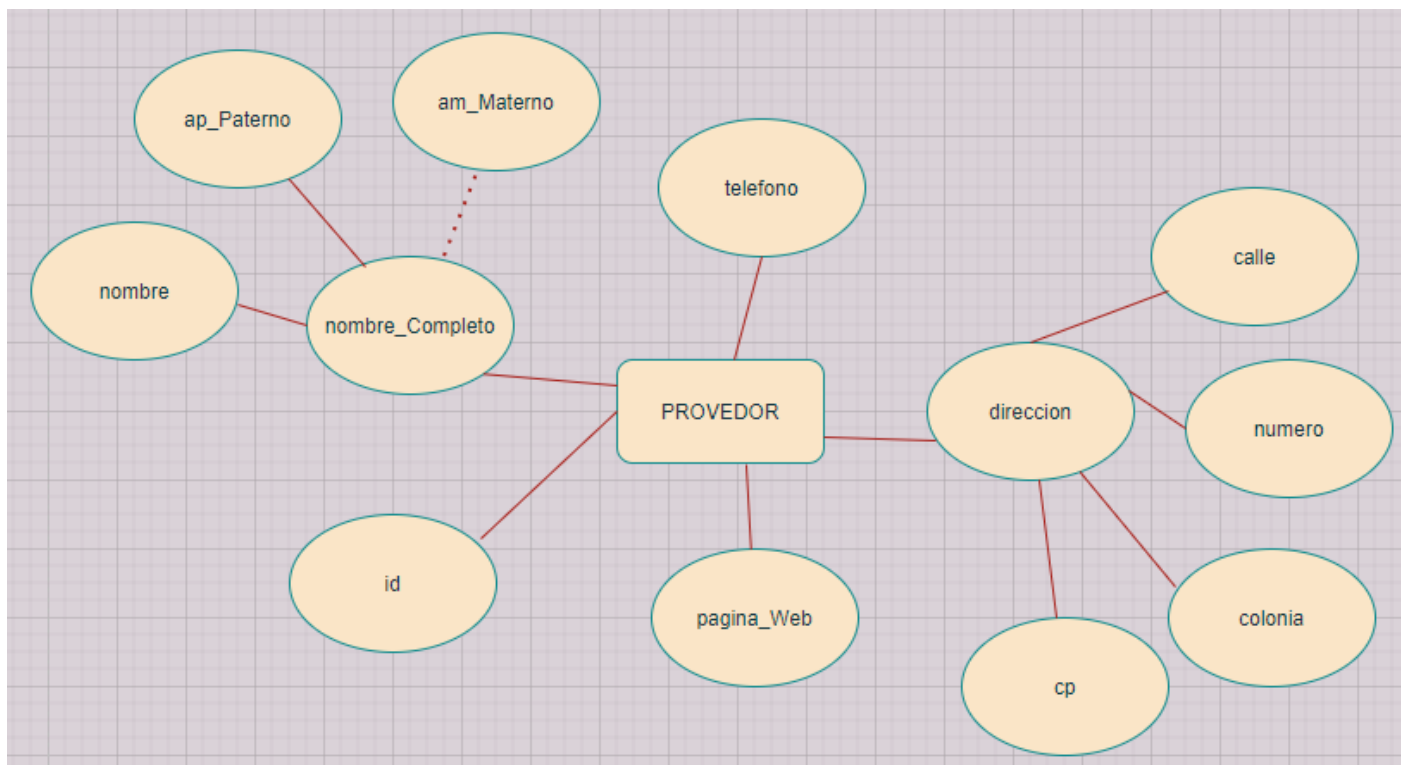 am_Materno
ap_Paterno
telefono
calle
nombre
nombre_Completo
PROVEDOR
direccion
numero
id
pagina_Web
colonia
cp